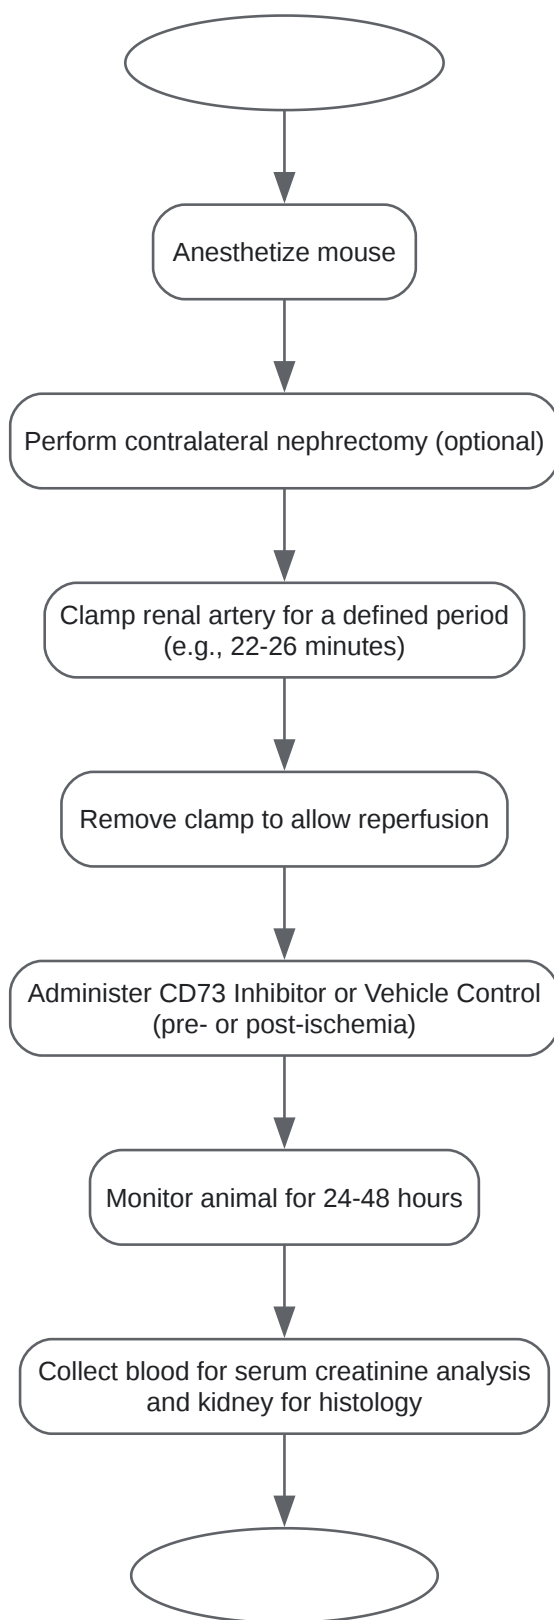 Anesthetize mouse
Perform contralateral nephrectomy (optional)
Clamp renal artery for a defined period
(e.g., 22-26 minutes)
Remove clamp to allow reperfusion
Administer CD73 Inhibitor or Vehicle Control
(pre- or post-ischemia)
Monitor animal for 24-48 hours
Collect blood for serum creatinine analysis
and kidney for histology